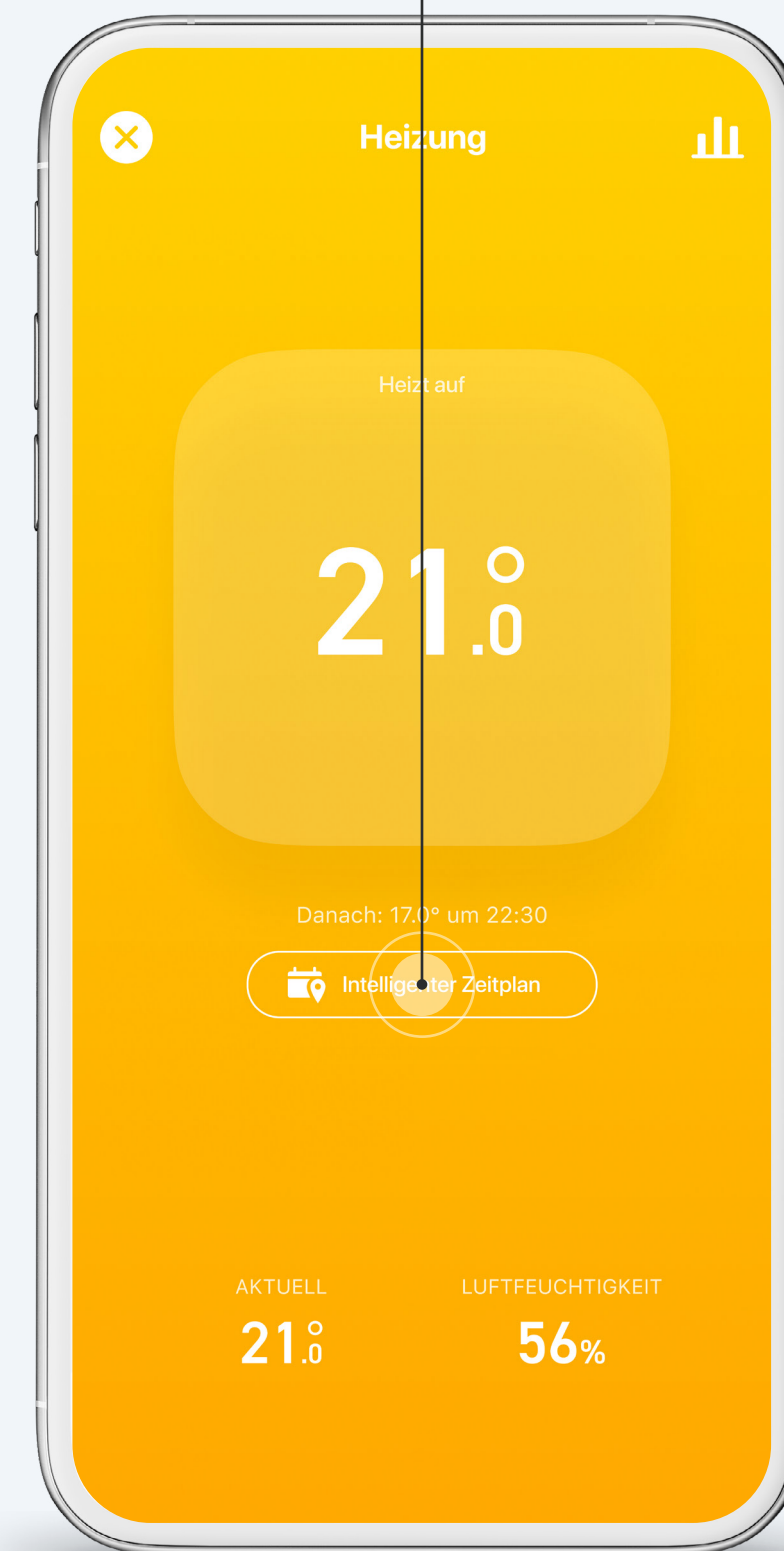 Heizung
Heizt auf
21.0°
Danach: 17.0° um 22:30
Intelligenter Zeitplan
AKTUELL LUFTFEUCHTIGKEIT
21.0° 56%